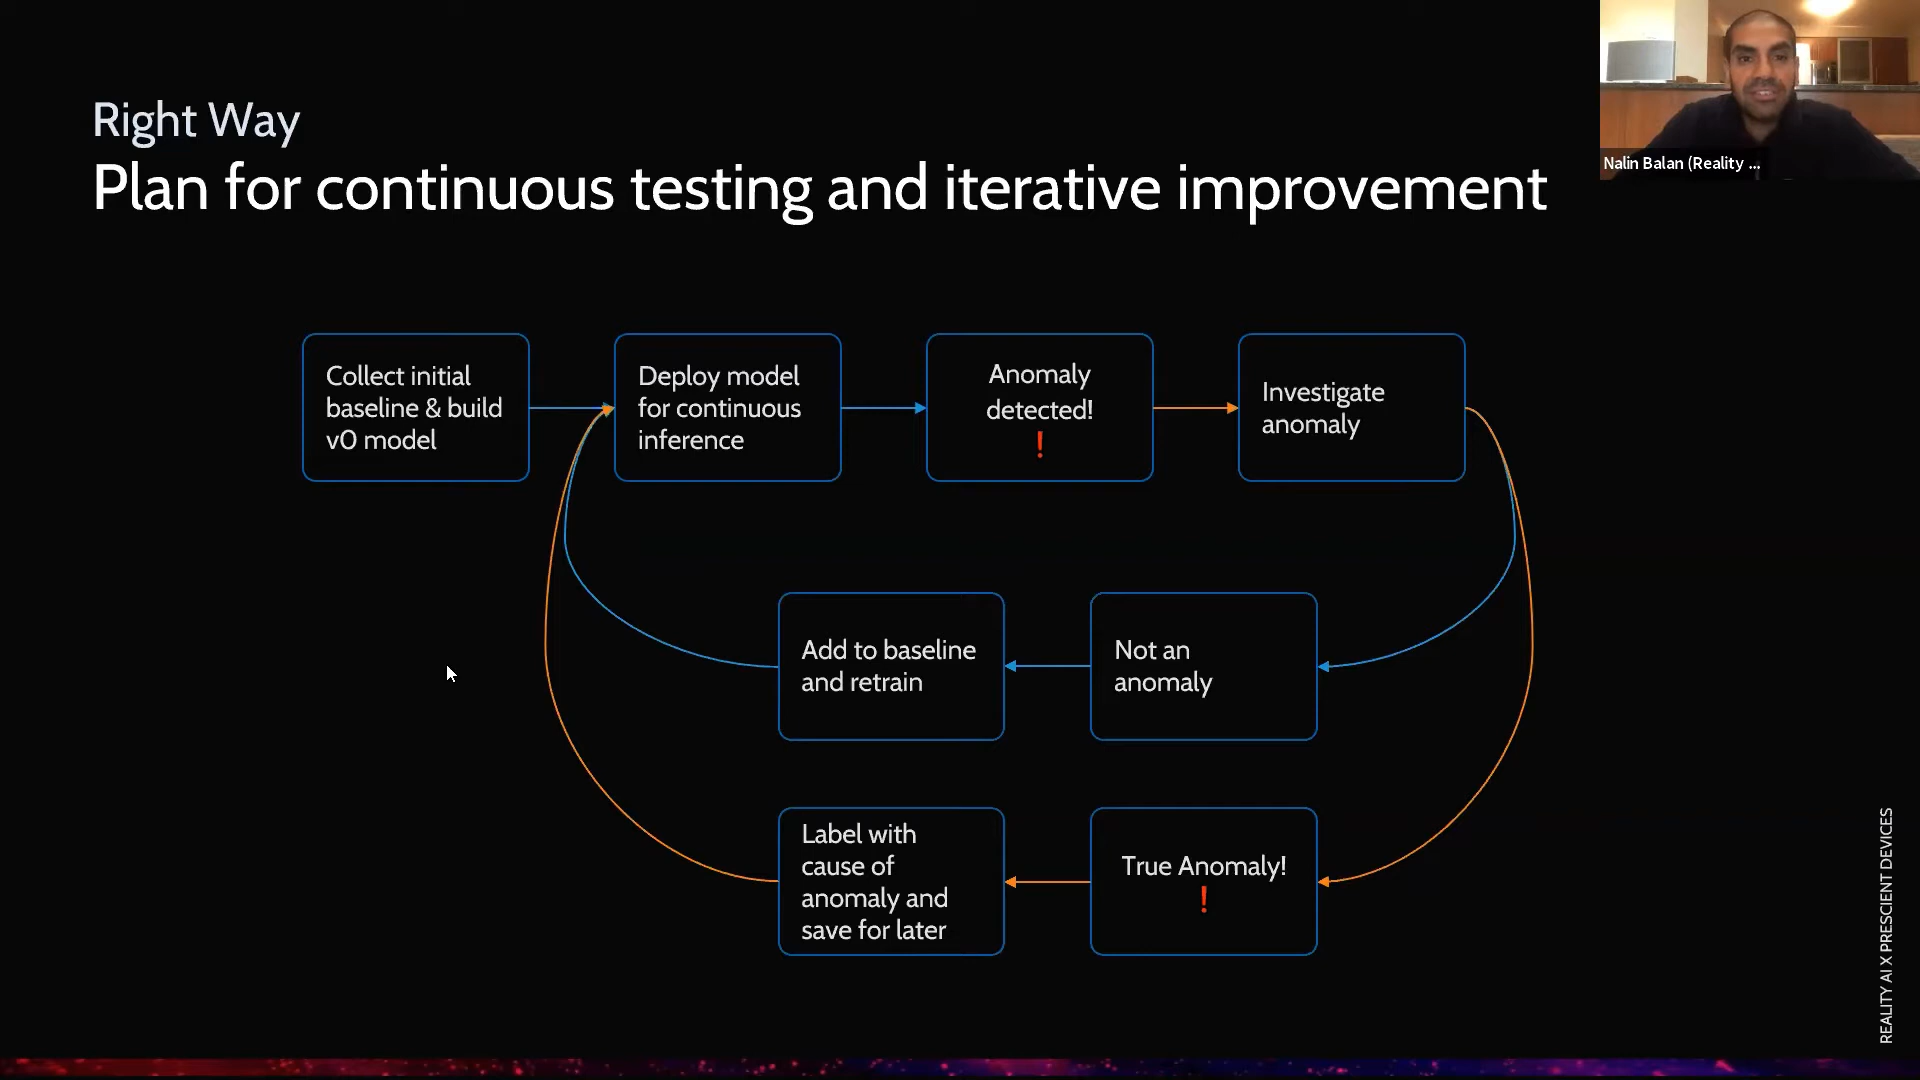 Right Way
Plan for continuous testing and iterative improvement
Nalin Balan (Reality ...
Collect initial
baseline & build
v0 model
Deploy model
for continuous
inference
Anomaly
detected!
❗
Investigate
anomaly
Add to baseline
and retrain
Not an
anomaly
Label with
cause of
anomaly and
save for later
True Anomaly!
❗
REALITY AI X PRESCIENT DEVICES